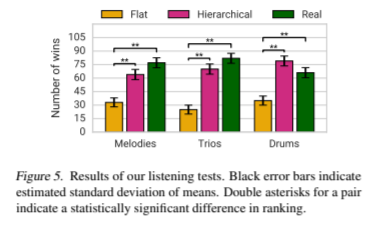 Flat Hierarchical Real
105
90
75
60
45
30
15
0
Number of wins
**
**
**
**
**
**
Melodies Trios Drums
Figure 5. Results of our listening tests. Black error bars indicate
estimated standard deviation of means. Double asterisks for a pair
indicate a statistically significant difference in ranking.